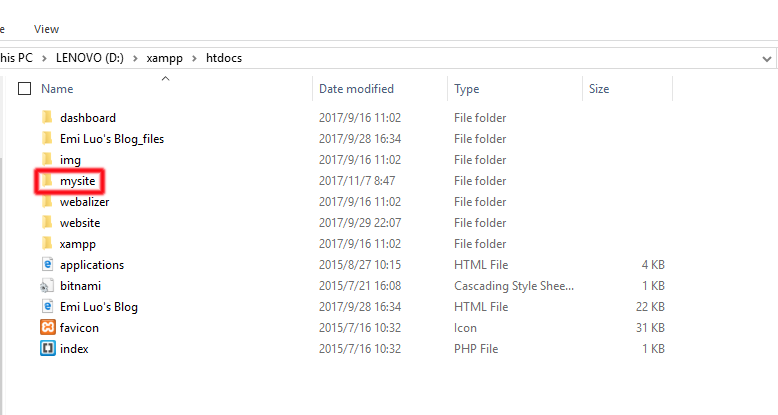 e View
his PC > LENOVO (D:) > xampp > htdocs
Name Date modified Type Size
dashboard 2017/9/16 11:02 File folder
Emi Luo's Blog_files 2017/9/28 16:34 File folder
img 2017/9/16 11:02 File folder
mysite 2017/11/7 8:47 File folder
webalizer 2017/9/16 11:02 File folder
website 2017/9/29 22:07 File folder
xampp 2017/9/16 11:02 File folder
applications 2015/8/27 10:15 HTML File 4 KB
bitnami 2015/7/21 16:08 Cascading Style Shee... 1 KB
Emi Luo's Blog 2017/9/28 16:34 HTML File 22 KB
favicon 2015/7/16 10:32 Icon 31 KB
index 2015/7/16 10:32 PHP File 1 KB